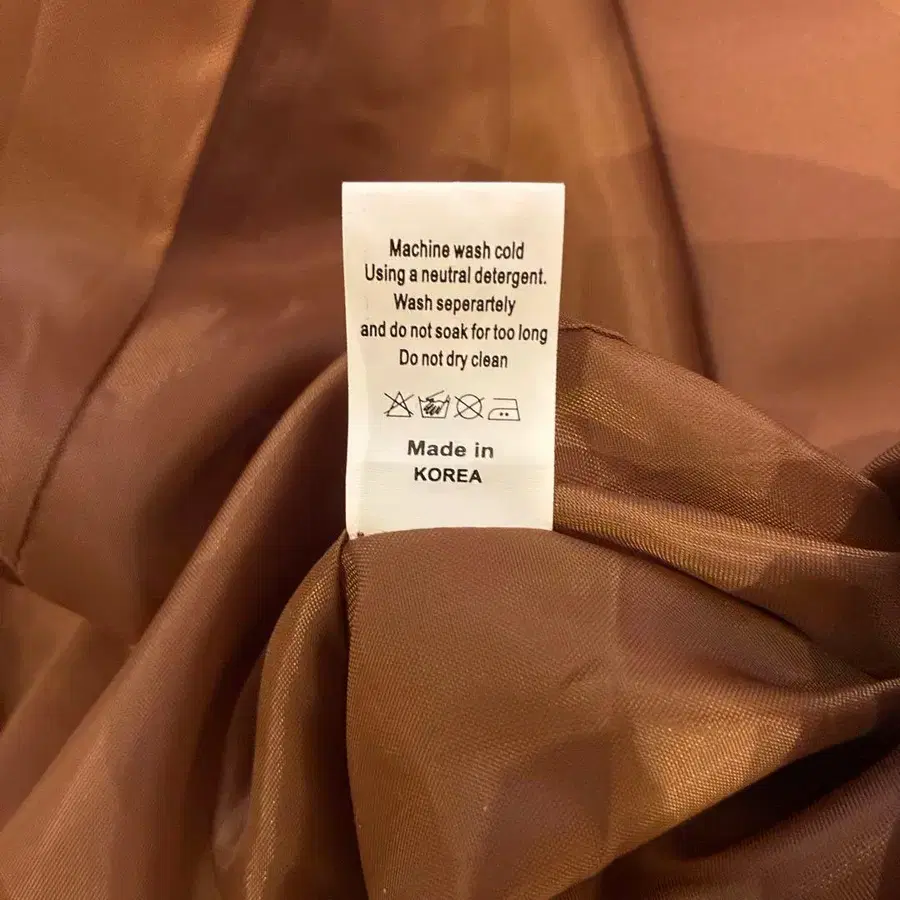 Machine wash cold
Using a neutral detergent.
Wash seperartely
and do not soak for too long
Do not dry clean
Made in
KOREA